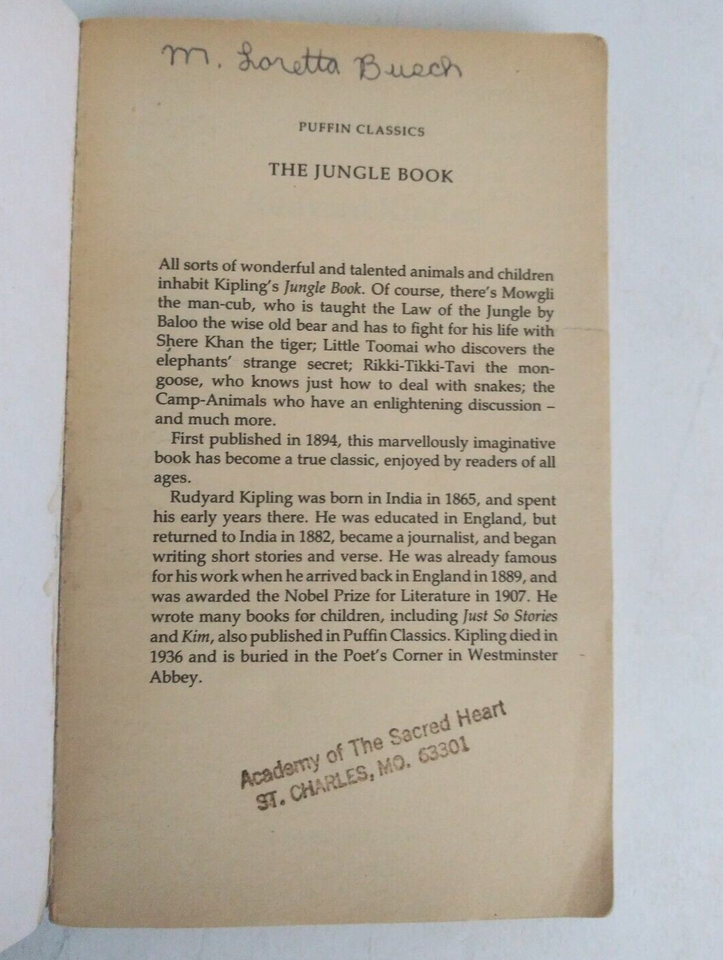 M. Loretta Buech
PUFFIN CLASSICS
THE JUNGLE BOOK
All sorts of wonderful and talented animals and children
inhabit Kipling's Jungle Book. Of course, there's Mowgli
the man-cub, who is taught the Law of the Jungle by
Baloo the wise old bear and has to fight for his life with
Shere Khan the tiger; Little Toomai who discovers the
elephants' strange secret; Rikki-Tikki-Tavi the mon-
goose, who knows just how to deal with snakes; the
Camp-Animals who have an enlightening discussion –
and much more.
First published in 1894, this marvellously imaginative
book has become a true classic, enjoyed by readers of all
ages.
Rudyard Kipling was born in India in 1865, and spent
his early years there. He was educated in England, but
returned to India in 1882, became a journalist, and began
writing short stories and verse. He was already famous
for his work when he arrived back in England in 1889, and
was awarded the Nobel Prize for Literature in 1907. He
wrote many books for children, including Just So Stories
and Kim, also published in Puffin Classics. Kipling died in
1936 and is buried in the Poet's Corner in Westminster
Abbey.
Academy of The Sacred Heart
ST. CHARLES, MO. 63301